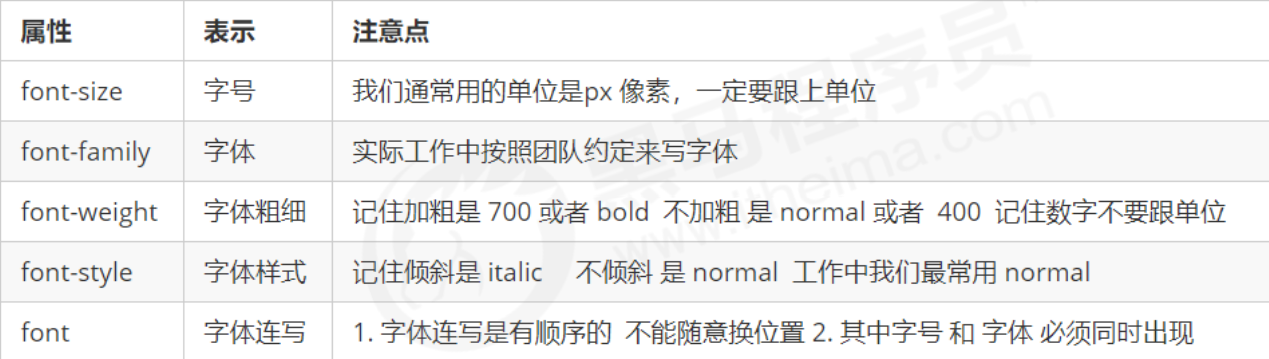 属性 表示 注意点
font-size 字号 我们通常用的单位是px 像素，一定要跟上单位
font-family 字体 实际工作中按照团队约定来写字体
font-weight 字体粗细 记住加粗是 700 或者 bold 不加粗 是 normal 或者 400 记住数字不要跟单位
font-style 字体样式 记住倾斜是 italic 不倾斜 是 normal 工作中我们最常用 normal
font 字体连写 1. 字体连写是有顺序的 不能随意换位置 2. 其中字号 和 字体 必须同时出现
黑马程序员
www.itheima.com